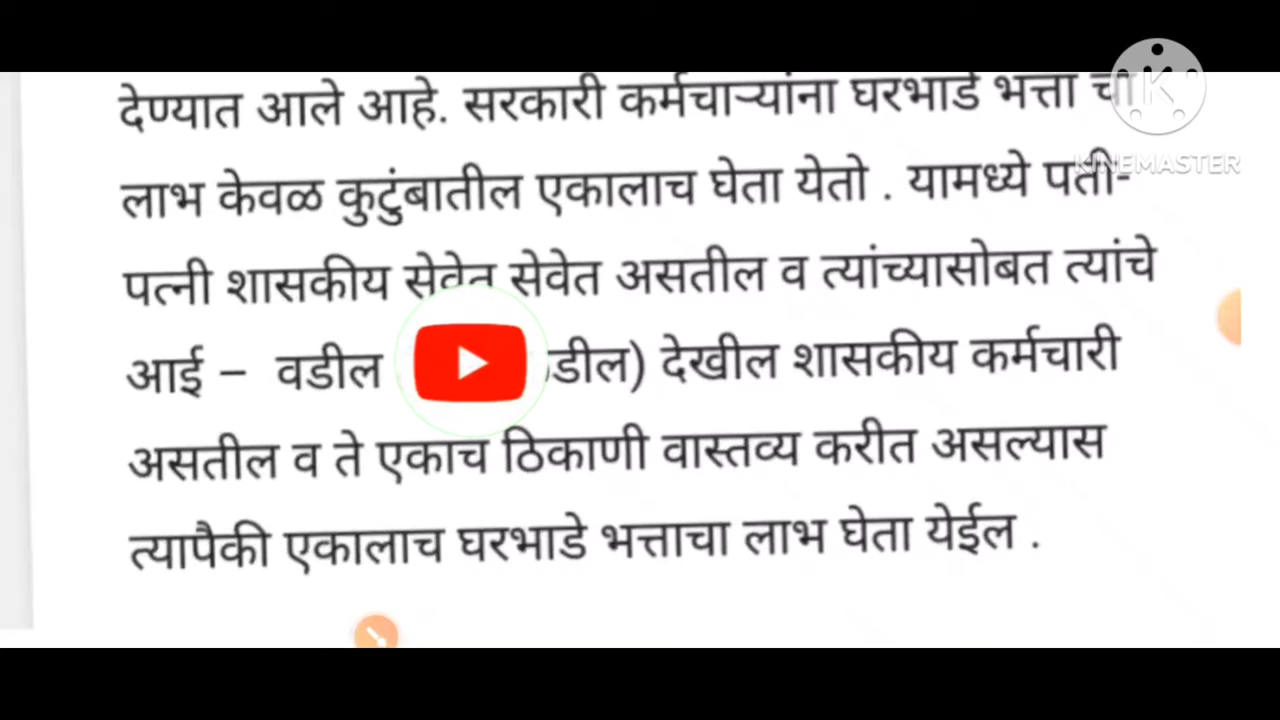 देण्यात आले आहे. सरकारी कर्मचाऱ्यांना घरभाडे भत्ता चा
लाभ केवळ कुटुंबातील एकालाच घेता येतो . यामध्ये पती-
पत्नी शासकीय सेवेत सेवेत असतील व त्यांच्यासोबत त्यांचे
आई – वडील देखील शासकीय कर्मचारी
असतील व ते एकाच ठिकाणी वास्तव्य करीत असल्यास
त्यापैकी एकालाच घरभाडे भत्ताचा लाभ घेता येईल .
KINEMASTER